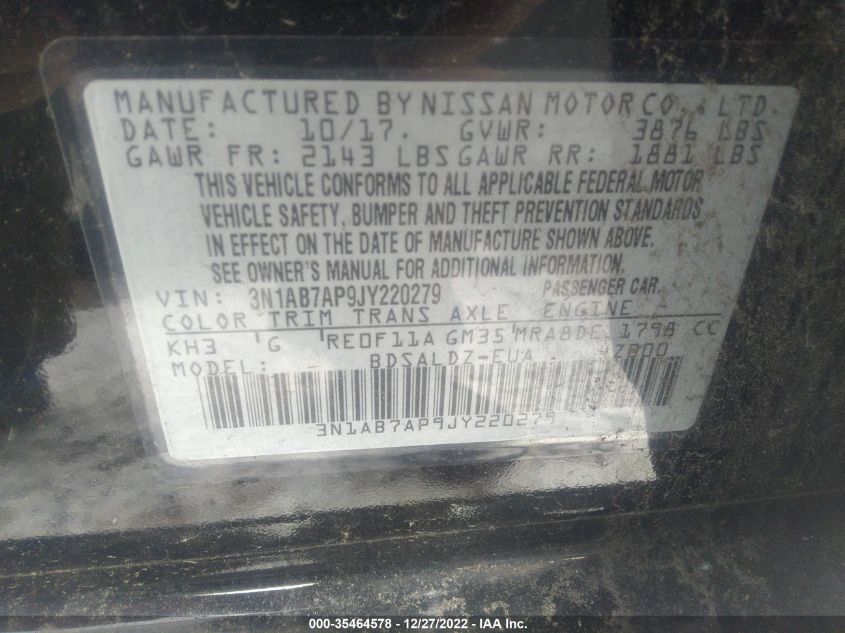 MANUFACTURED BY NISSAN MOTOR CO., LTD.
DATE: 10/17. GVWR: 3876 LBS
GAWR FR: 2143 LBS GAWR RR: 1881 LBS
THIS VEHICLE CONFORMS TO ALL APPLICABLE FEDERAL MOTOR
VEHICLE SAFETY, BUMPER AND THEFT PREVENTION STANDARDS
IN EFFECT ON THE DATE OF MANUFACTURE SHOWN ABOVE.
SEE OWNER'S MANUAL FOR ADDITIONAL INFORMATION.
VIN: 3N1AB7AP9JY220279 PASSENGER CAR.
COLOR TRIM TRANS AXLE ENGINE
KH3 G RE0F11A GM35 MRA8DE 1798 CC
MODEL: BDSALDZ-EUA
3N1AB7AP9JY220279
000-35464578 - 12/27/2022 - IAA Inc.